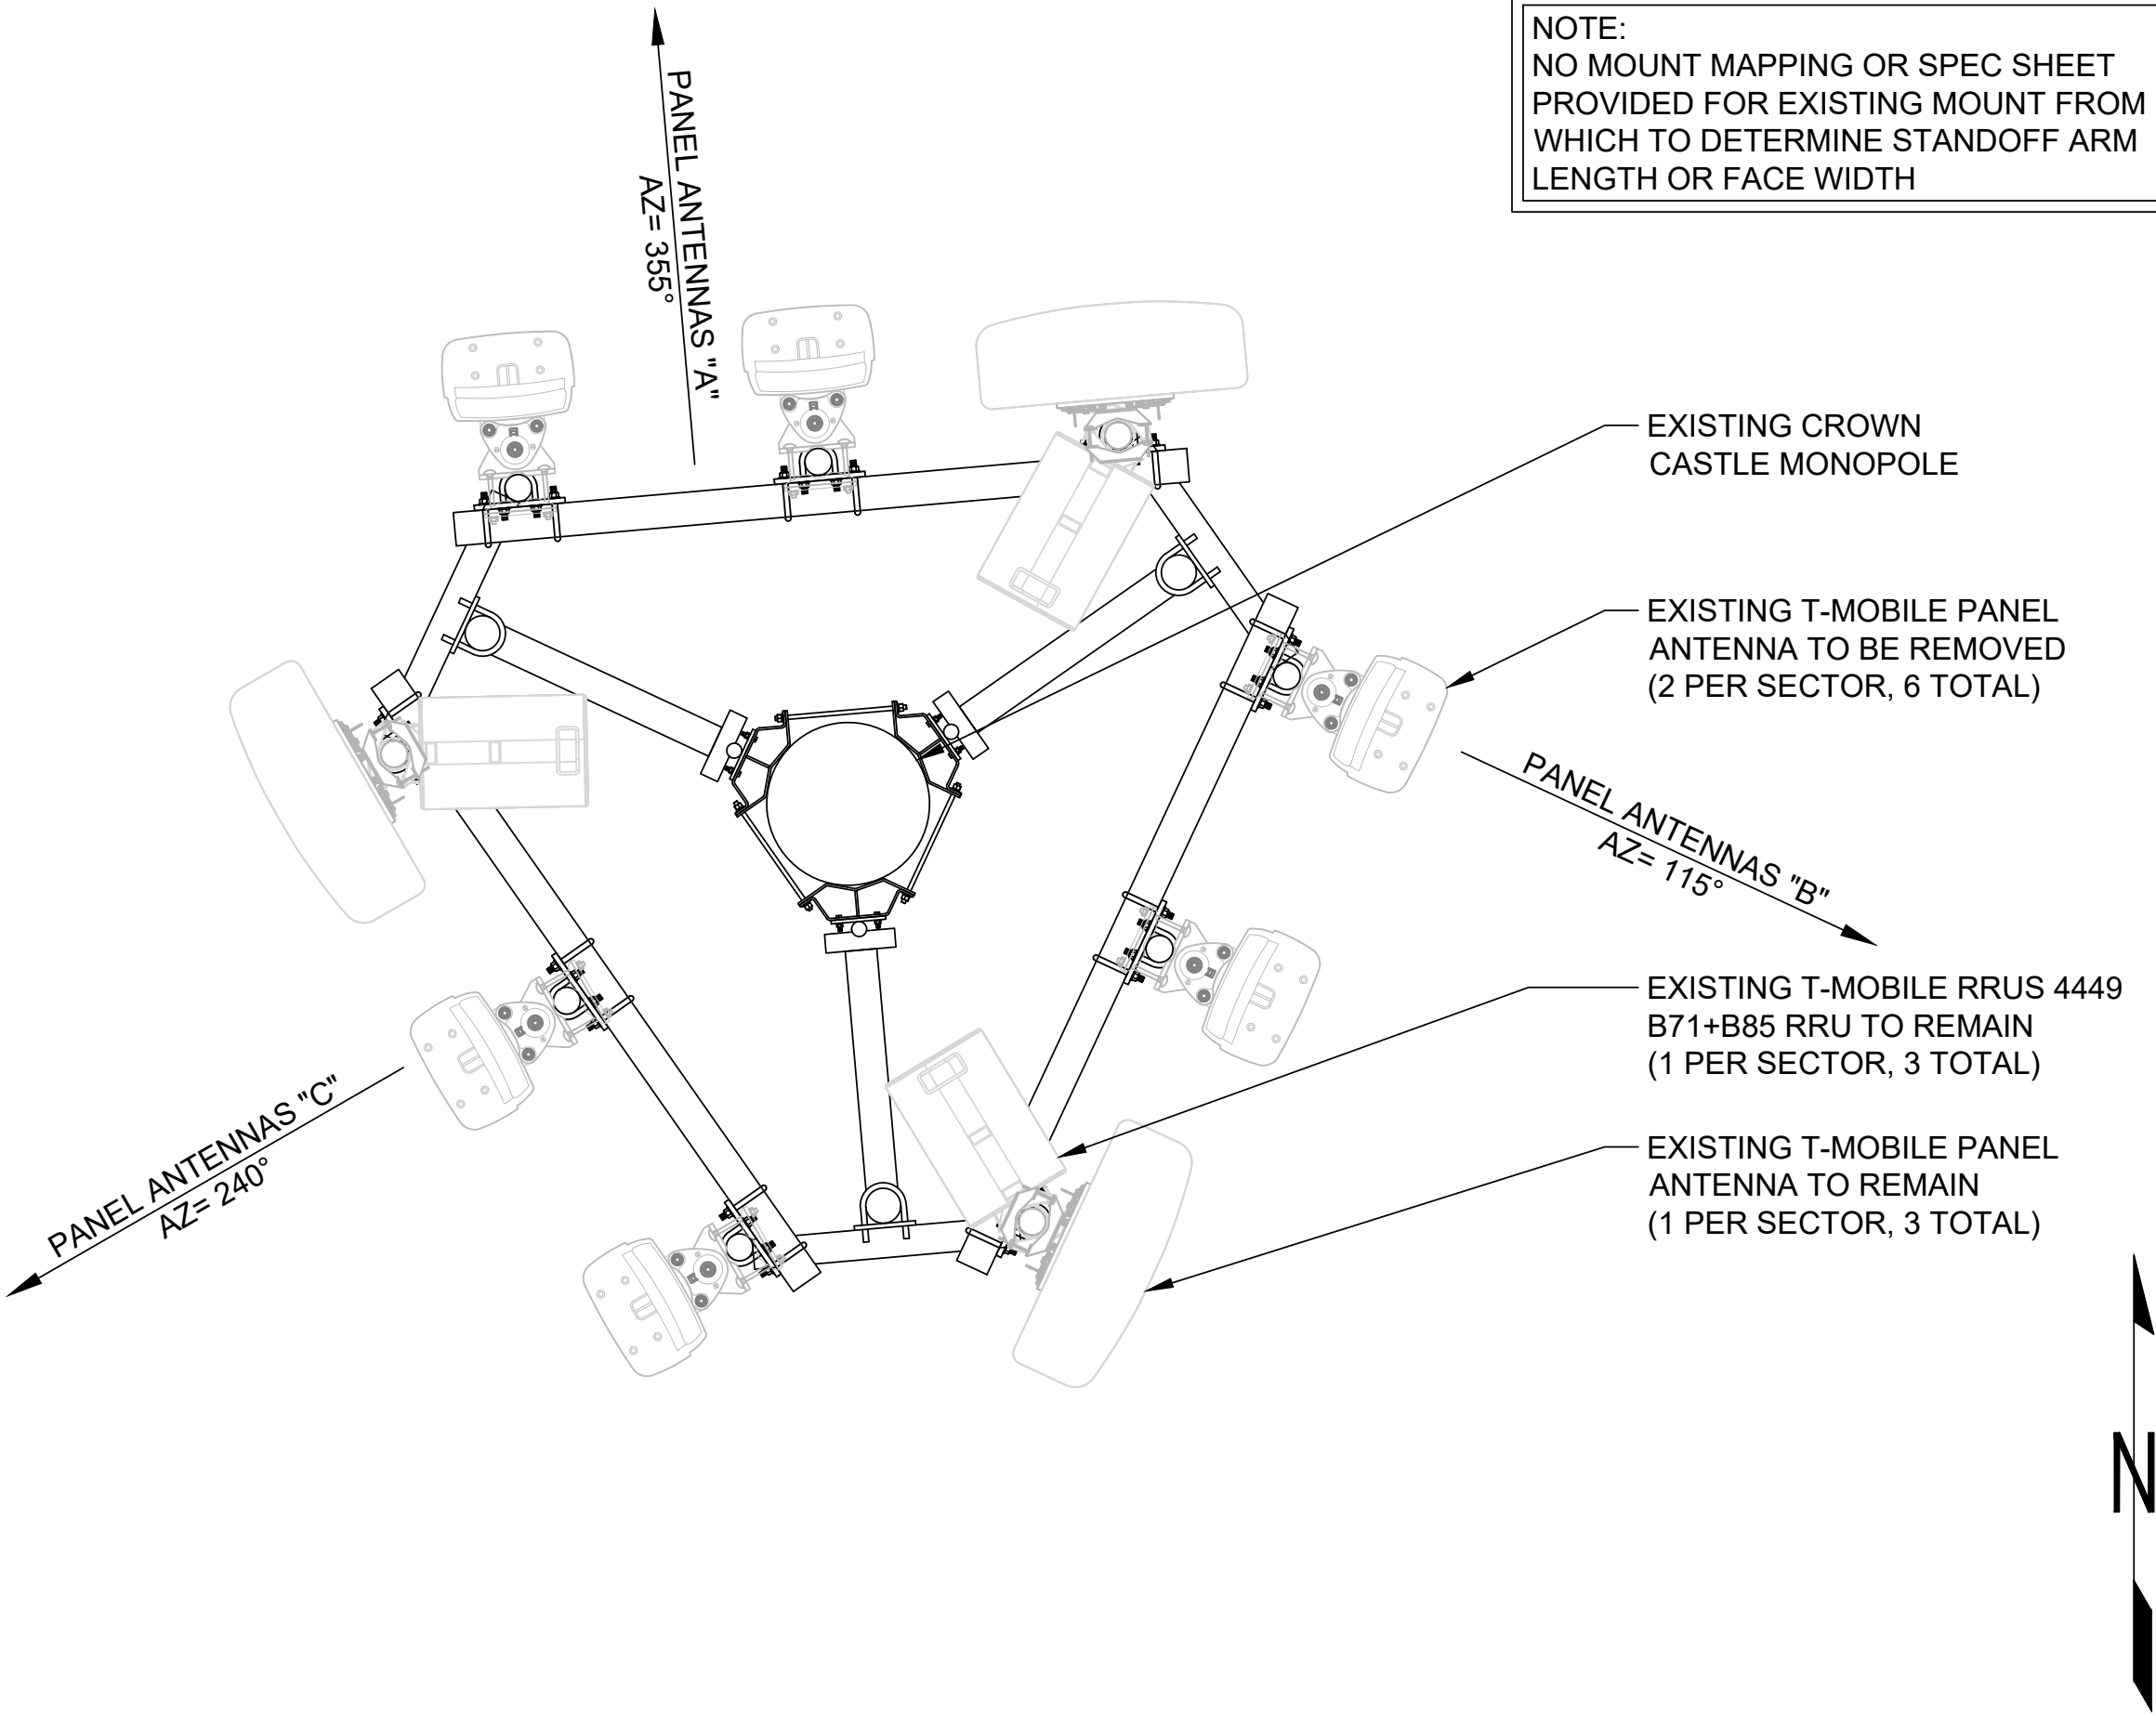 NOTE:
NO MOUNT MAPPING OR SPEC SHEET
PROVIDED FOR EXISTING MOUNT FROM
WHICH TO DETERMINE STANDOFF ARM
LENGTH OR FACE WIDTH
PANEL ANTENNAS "A"
AZ= 355°
EXISTING CROWN
CASTLE MONOPOLE
EXISTING T-MOBILE PANEL
ANTENNA TO BE REMOVED
(2 PER SECTOR, 6 TOTAL)
PANEL ANTENNAS "B"
AZ= 115°
EXISTING T-MOBILE RRUS 4449
B71+B85 RRU TO REMAIN
(1 PER SECTOR, 3 TOTAL)
PANEL ANTENNAS "C"
AZ= 240°
EXISTING T-MOBILE PANEL
ANTENNA TO REMAIN
(1 PER SECTOR, 3 TOTAL)
N